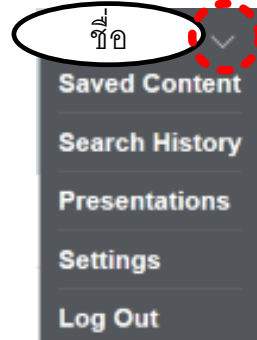 ชื่อ
Saved Content
Search History
Presentations
Settings
Log Out